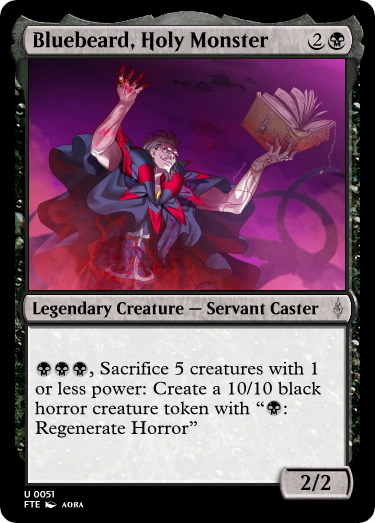 Bluebeard, Holy Monster 2
Legendary Creature — Servant Caster
, Sacrifice 5 creatures with 1
or less power: Create a 10/10 black
horror creature token with “ :
Regenerate Horror”
2/2
U 0051
FTE AORA